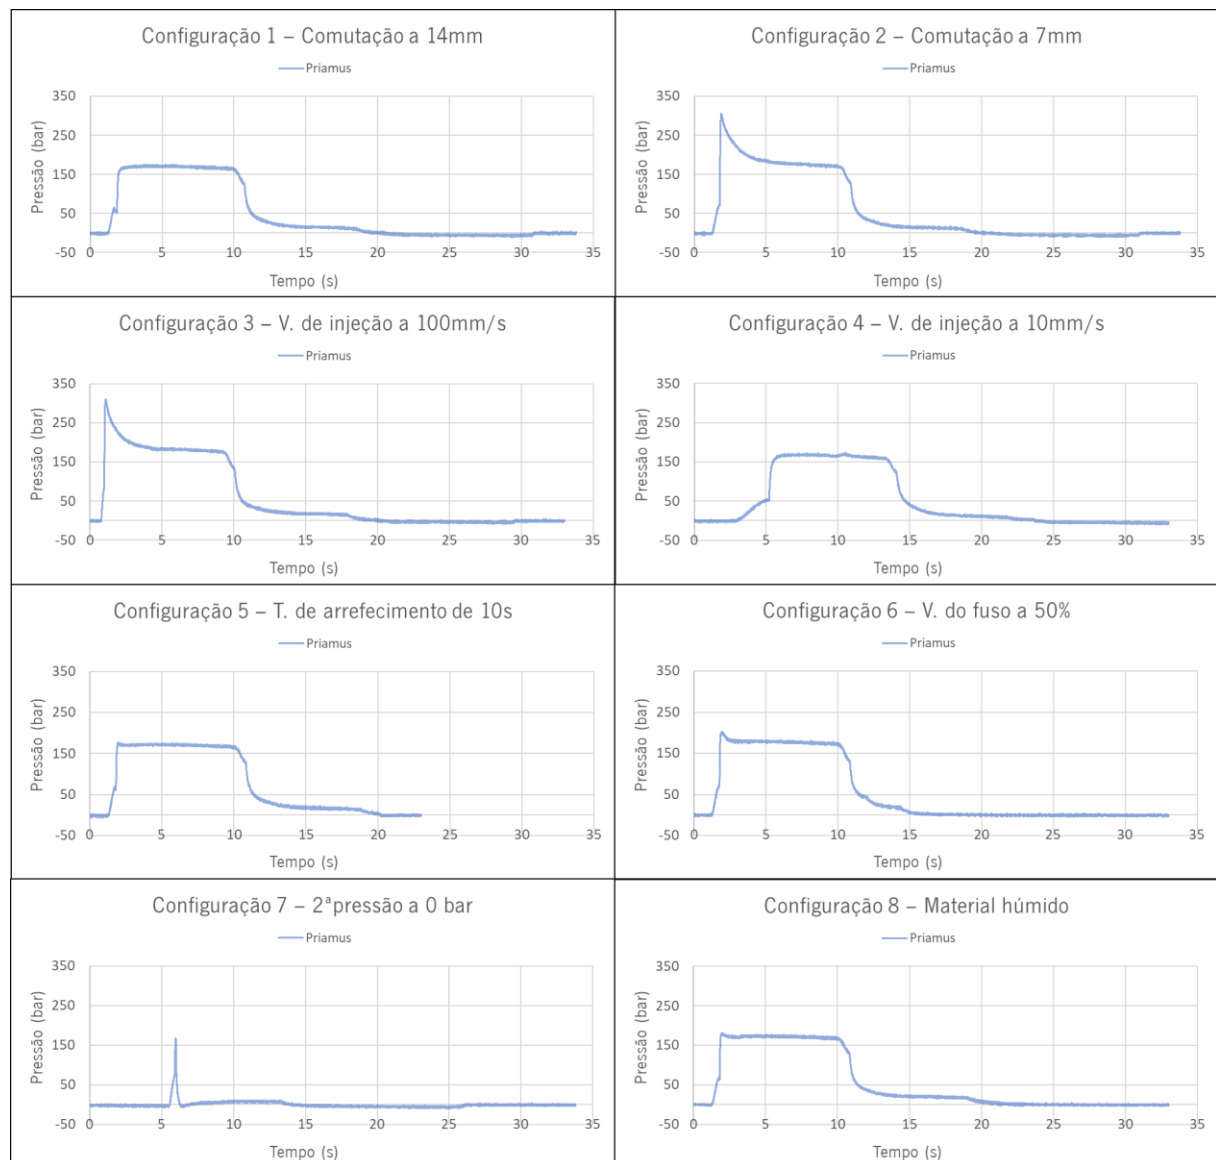 Configuração 1 – Comutação a 14mm
Priamus
Pressão (bar)
350
250
150
50
-50
0 5 10 15 20 25 30 35
Tempo (s)
Configuração 2 – Comutação a 7mm
Priamus
Pressão (bar)
350
250
150
50
-50
0 5 10 15 20 25 30 35
Tempo (s)
Configuração 3 – V. de injeção a 100mm/s
Priamus
Pressão (bar)
350
250
150
50
-50
0 5 10 15 20 25 30 35
Tempo (s)
Configuração 4 – V. de injeção a 10mm/s
Priamus
Pressão (bar)
350
250
150
50
-50
0 5 10 15 20 25 30 35
Tempo (s)
Configuração 5 – T. de arrefecimento de 10s
Priamus
Pressão (bar)
350
250
150
50
-50
0 5 10 15 20 25 30 35
Tempo (s)
Configuração 6 – V. do fuso a 50%
Priamus
Pressão (bar)
350
250
150
50
-50
0 5 10 15 20 25 30 35
Tempo (s)
Configuração 7 – 2ªpressão a 0 bar
Priamus
Pressão (bar)
350
250
150
50
-50
0 5 10 15 20 25 30 35
Tempo (s)
Configuração 8 – Material húmido
Priamus
Pressão (bar)
350
250
150
50
-50
0 5 10 15 20 25 30 35
Tempo (s)